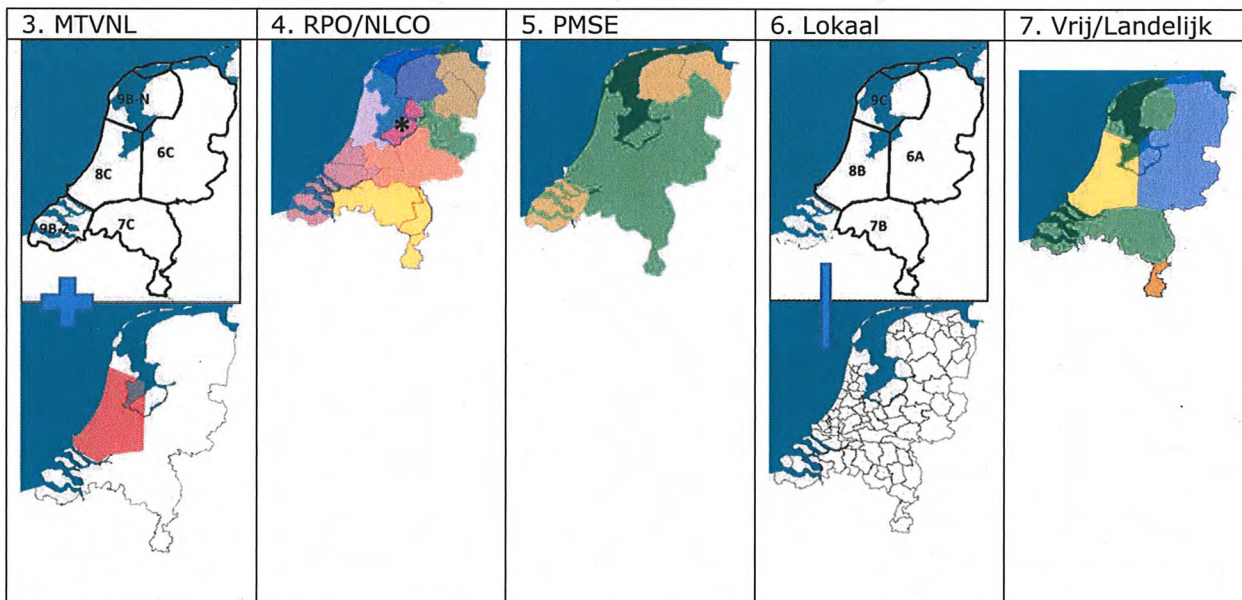 3. MTVNL
4. RPO/NLCO
5. PMSE
6. Lokaal
7. Vrij/Landelijk
9B-N
6C
8C
9B-Z
7C
*
9C
6A
8B
7B